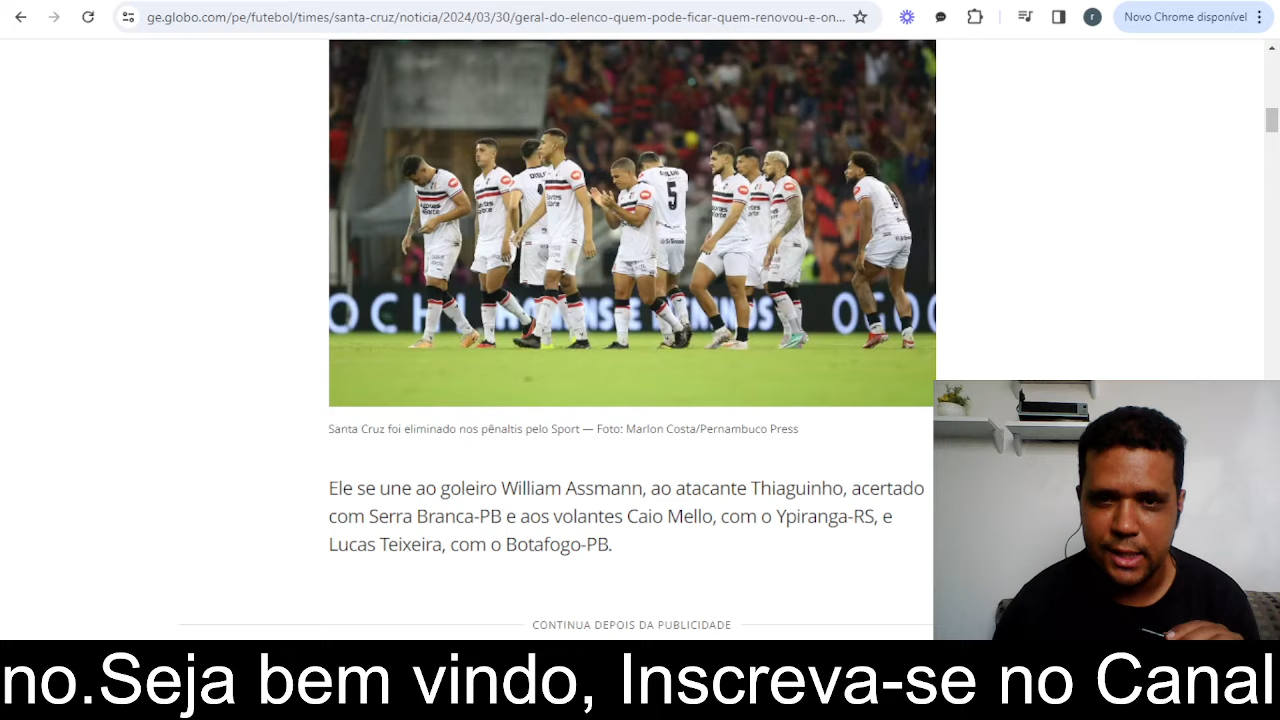 ge.globo.com/pe/futebol/times/santa-cruz/noticia/2024/03/30/geral-do-elenco-quem-pode-ficar-quem-renovou-e-on...
r
Novo Chrome disponível
5
OCH
OGO
Santa Cruz foi eliminado nos pênaltis pelo Sport — Foto: Marlon Costa/Pernambuco Press
Ele se une ao goleiro William Assmann, ao atacante Thiaguinho, acertado
com Serra Branca-PB e aos volantes Caio Mello, com o Ypiranga-RS, e
Lucas Teixeira, com o Botafogo-PB.
CONTINUA DEPOIS DA PUBLICIDADE
no.Seja bem vindo, Inscreva-se no Canal